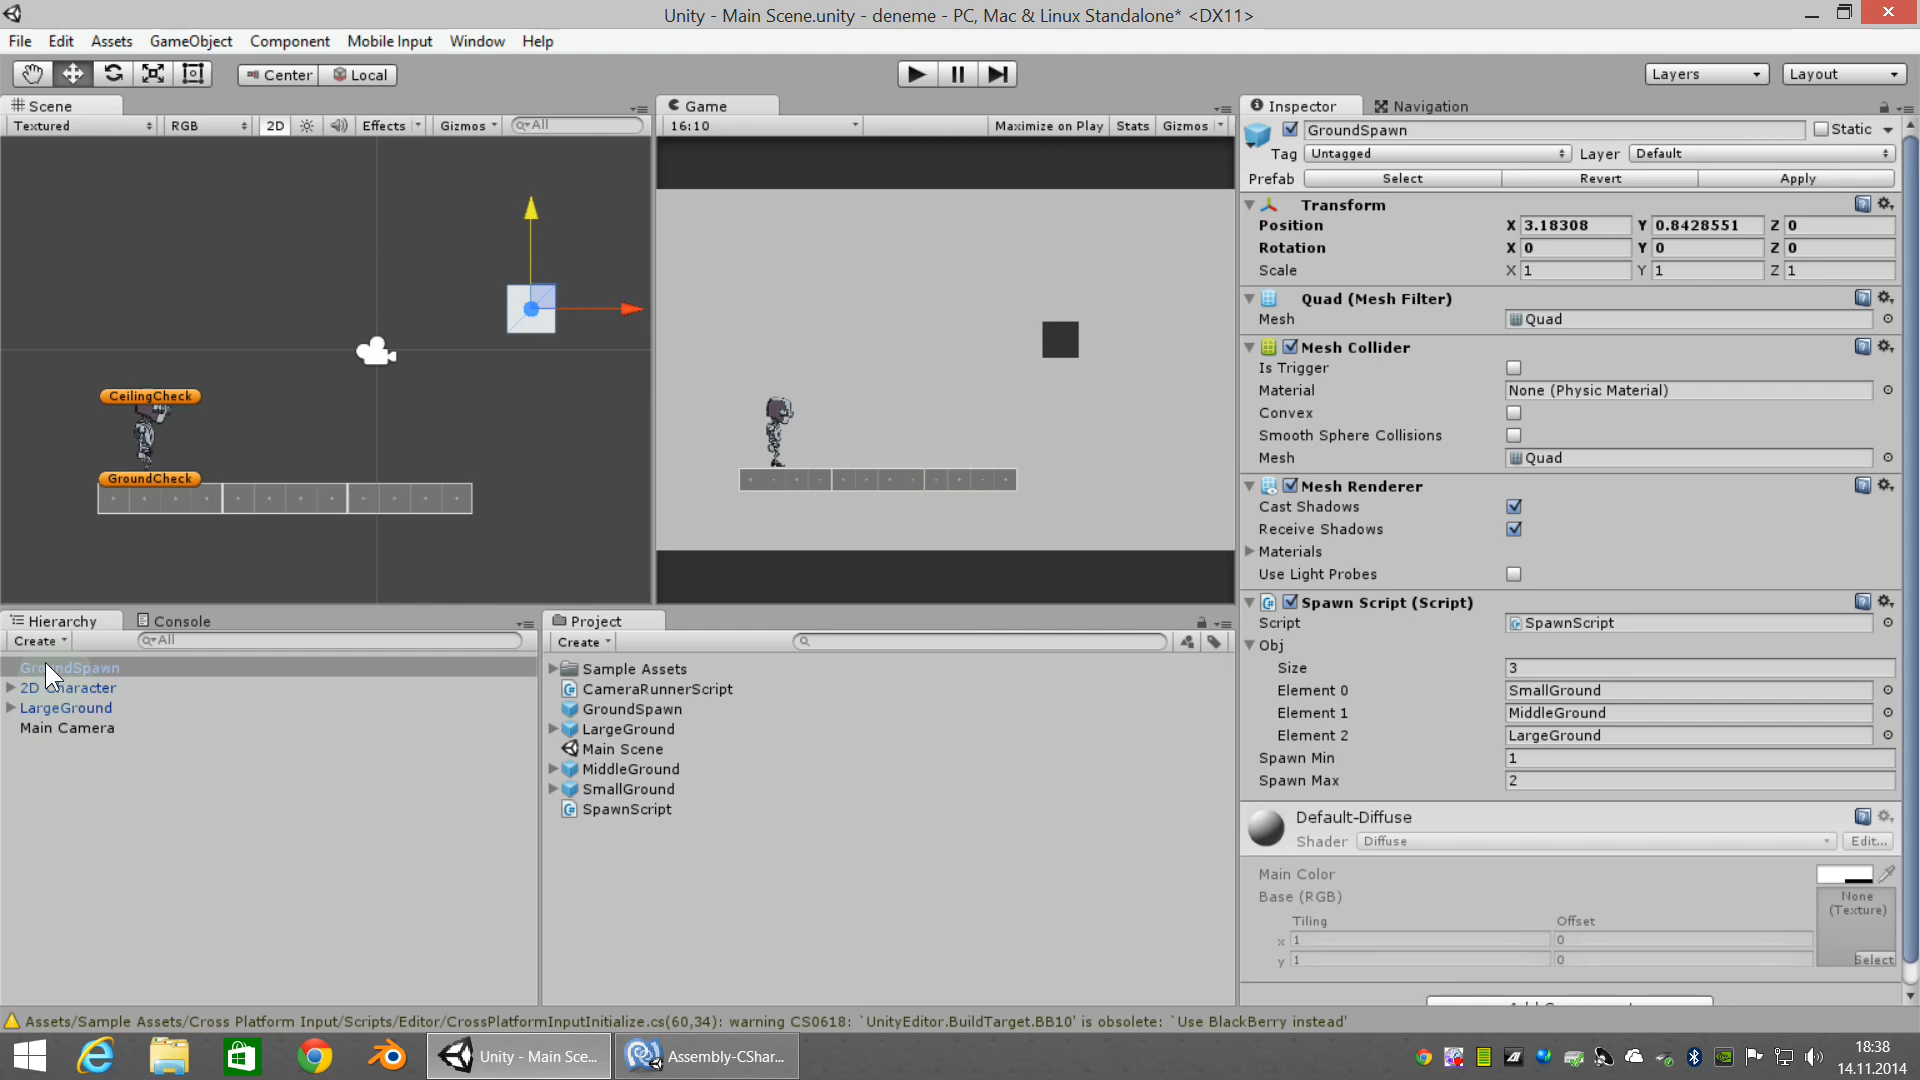 Unity - Main Scene.unity - deneme - PC, Mac & Linux Standalone* <DX11>
File Edit Assets GameObject Component Mobile Input Window Help
Center Local
Layers Layout
Scene
Textured RGB 2D Effects Gizmos All
CeilingCheck
GroundCheck
Game
16:10 Maximize on Play Stats Gizmos
Inspector Navigation
GroundSpawn Static
Tag Untagged Layer Default
Prefab Select Revert Apply
Transform
Position X 3.18308 Y 0.8428551 Z 0
Rotation X 0 Y 0 Z 0
Scale X 1 Y 1 Z 1
Quad (Mesh Filter)
Mesh Quad
Mesh Collider
Is Trigger
Material None (Physic Material)
Convex
Smooth Sphere Collisions
Mesh Quad
Mesh Renderer
Cast Shadows
Receive Shadows
Materials
Use Light Probes
Spawn Script (Script)
Script SpawnScript
Obj
Size 3
Element 0 SmallGround
Element 1 MiddleGround
Element 2 LargeGround
Spawn Min 1
Spawn Max 2
Default-Diffuse
Shader Diffuse Edit...
Main Color
Base (RGB) None
(Texture)
Tiling Offset
x 1 0
y 1 0
Select
Hierarchy Console
Create All
GroundSpawn
2D Character
LargeGround
Main Camera
Project
Create
Sample Assets
CameraRunnerScript
GroundSpawn
LargeGround
Main Scene
MiddleGround
SmallGround
SpawnScript
Assets/Sample Assets/Cross Platform Input/Scripts/Editor/CrossPlatformInputInitialize.cs(60,34): warning CS0618: `UnityEditor.BuildTarget.BB10' is obsolete: `Use BlackBerry instead'
Unity - Main Sce...
Assembly-CShar...
18:38
14.11.2014